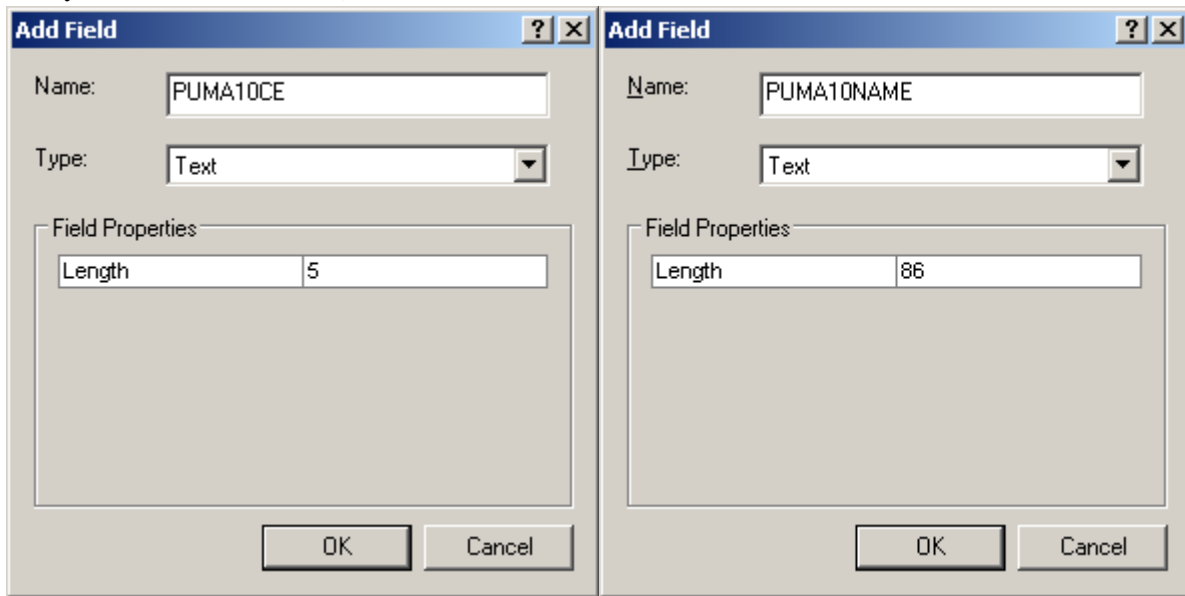 Add Field
Name: PUMA10CE
Type: Text
Field Properties
Length 5
OK Cancel
Add Field
Name: PUMA10NAME
Type: Text
Field Properties
Length 86
OK Cancel